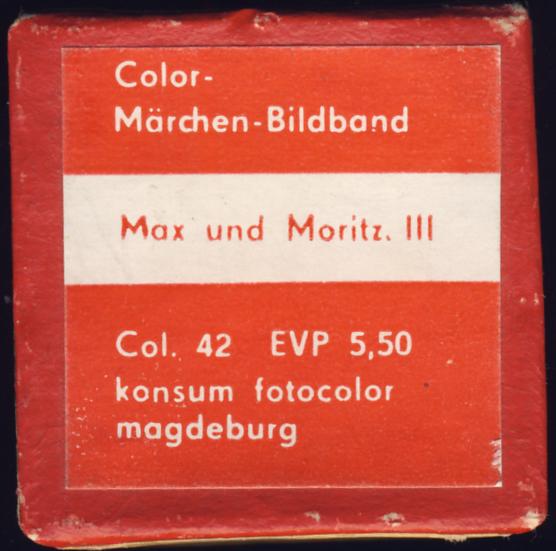 Color-
Märchen-Bildband
Max und Moritz. III
Col. 42 EVP 5,50
konsum fotocolor
magdeburg